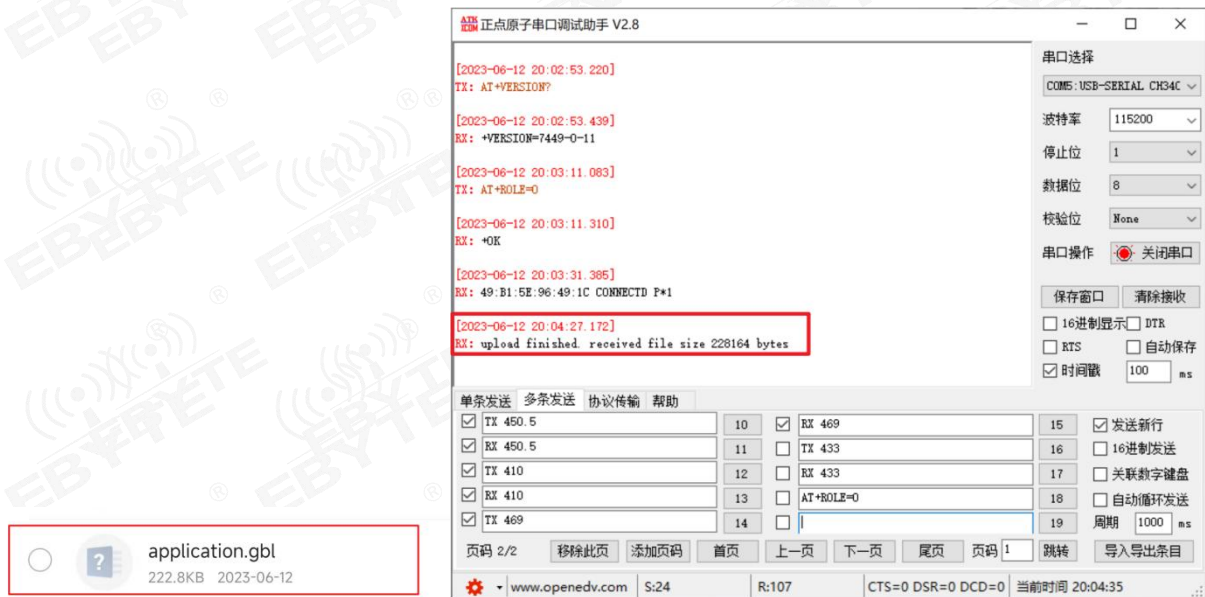 ATK
ICOM 正点原子串口调试助手 V2.8
[2023-06-12 20:02:53.220]
TX: AT+VERSION?
[2023-06-12 20:02:53.439]
RX: +VERSION=7449-0-11
[2023-06-12 20:03:11.083]
TX: AT+ROLE=0
[2023-06-12 20:03:11.310]
RX: +OK
[2023-06-12 20:03:31.385]
RX: 49:B1:5E:96:49:1C CONNECTD P*1
[2023-06-12 20:04:27.172]
RX: upload finished. received file size 228164 bytes
串口选择
COM5:USB-SERIAL CH34C
波特率 115200
停止位 1
数据位 8
校验位 None
串口操作 关闭串口
保存窗口 清除接收
16进制显示 DTR
RTS 自动保存
时间戳 100 ms
单条发送 多条发送 协议传输 帮助
TX 450.5 10 RX 469 15 发送新行
RX 450.5 11 TX 433 16 16进制发送
TX 410 12 RX 433 17 关联数字键盘
RX 410 13 AT+ROLE=0 18 自动循环发送
TX 469 14 19 周期 1000 ms
页码 2/2 移除此页 添加页码 首页 上一页 下一页 尾页 页码 1 跳转 导入导出条目
www.openedv.com S:24 R:107 CTS=0 DSR=0 DCD=0 当前时间 20:04:35
application.gbl
222.8KB 2023-06-12
EBYTE
EBYTE
EBYTE
EBYTE